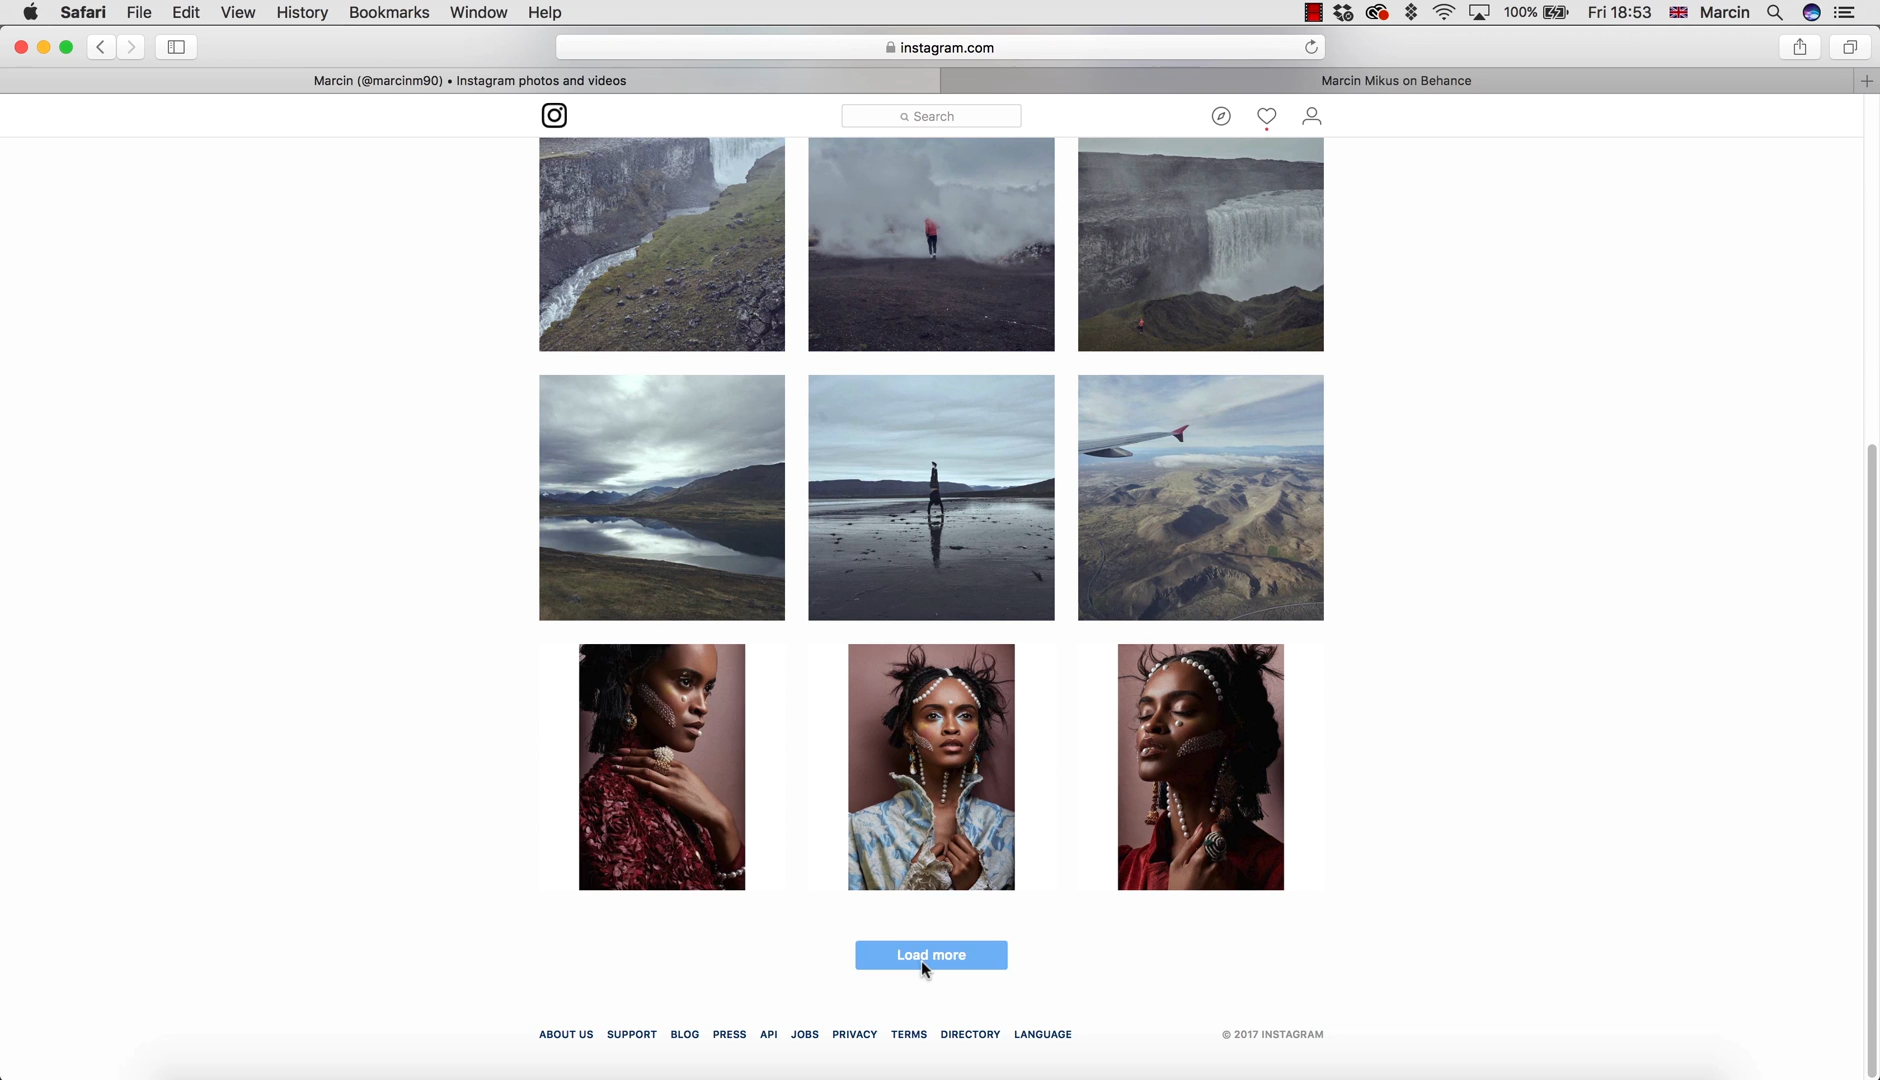 Safari File Edit View History Bookmarks Window Help 100% Fri 18:53 Marcin
instagram.com
Marcin (@marcinm90) • Instagram photos and videos
Marcin Mikus on Behance
Search
Load more
ABOUT US SUPPORT BLOG PRESS API JOBS PRIVACY TERMS DIRECTORY LANGUAGE
© 2017 INSTAGRAM